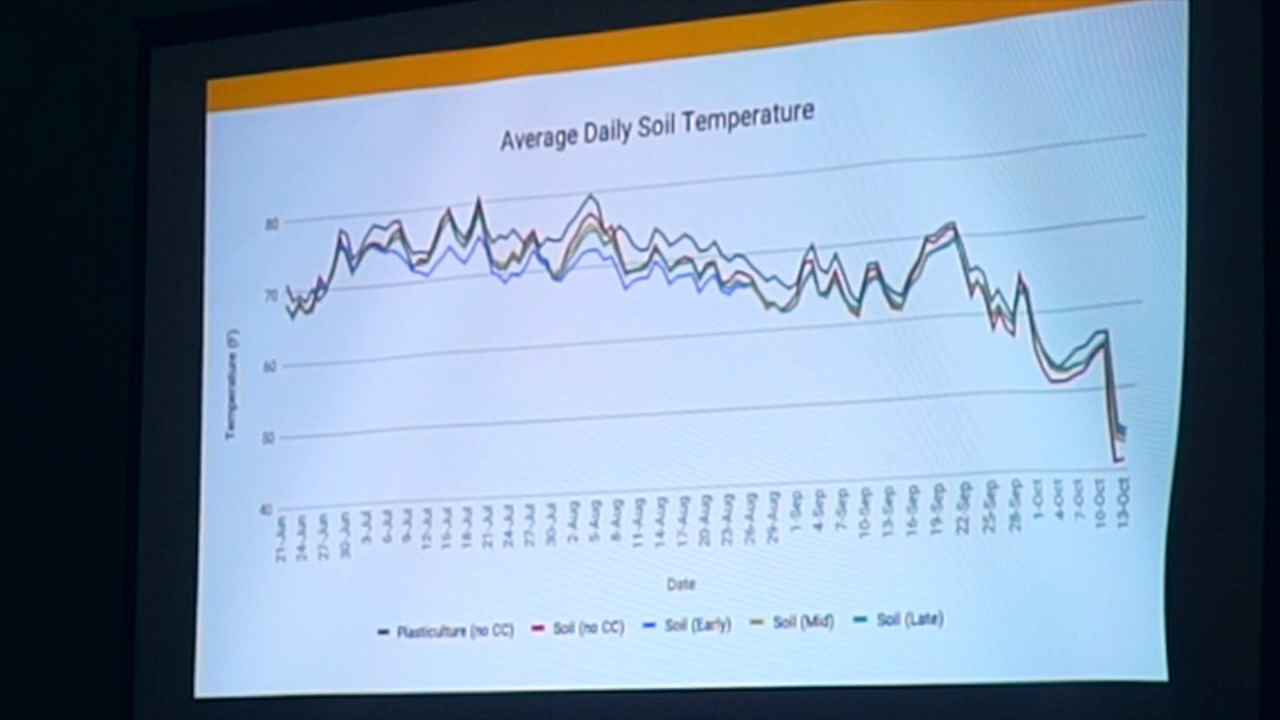 Average Daily Soil Temperature
80
70
60
50
40
Temperature (F)
21-Jun 24-Jun 27-Jun 30-Jun 3-Jul 6-Jul 9-Jul 12-Jul 15-Jul 18-Jul 21-Jul 24-Jul 27-Jul 30-Jul 2-Aug 5-Aug 8-Aug 11-Aug 14-Aug 17-Aug 20-Aug 23-Aug 26-Aug 29-Aug 1-Sep 4-Sep 7-Sep 10-Sep 13-Sep 16-Sep 19-Sep 22-Sep 25-Sep 28-Sep 1-Oct 4-Oct 7-Oct 10-Oct 13-Oct
Date
Plasticulture (no CC) Soil (no CC) Soil (Early) Soil (Mid) Soil (Late)